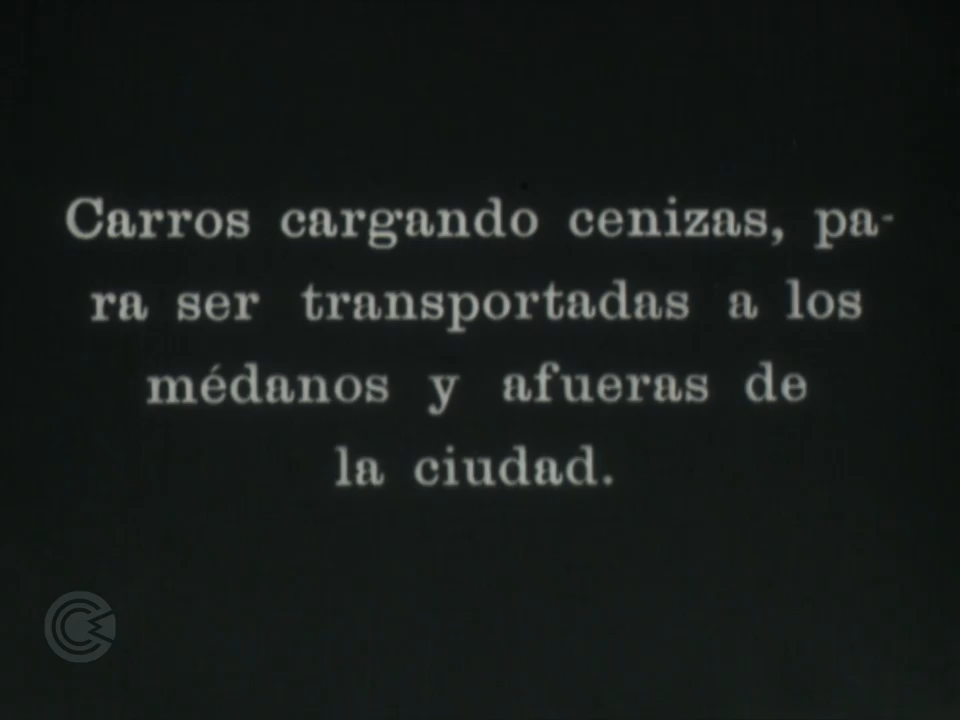 Carros cargando cenizas, pa-
ra ser transportadas a los
médanos y afueras de
la ciudad.